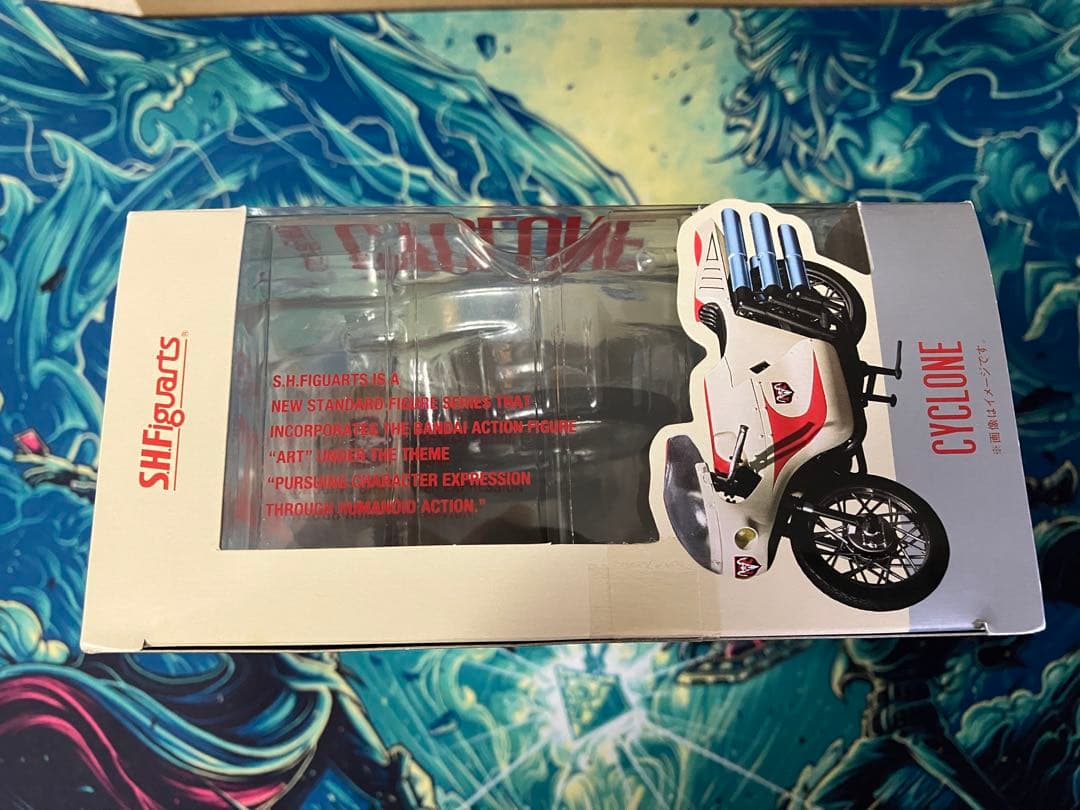 CYCLONE
S.H.Figuarts®
S.H.FIGUARTS IS A
NEW STANDARD FIGURE SERIES THAT
INCORPORATES THE BANDAI ACTION FIGURE
“ART” UNDER THE THEME
“PURSUING CHARACTER EXPRESSION
THROUGH HUMANOID ACTION.”
CYCLONE
※画像はイメージです。